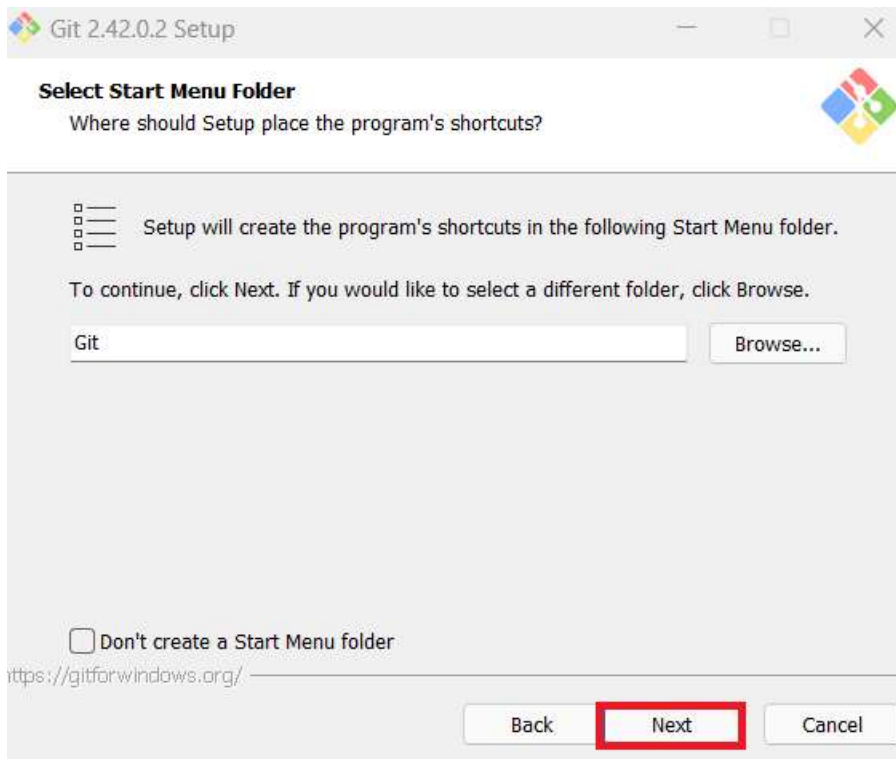 Git 2.42.0.2 Setup
Select Start Menu Folder
Where should Setup place the program's shortcuts?
Setup will create the program's shortcuts in the following Start Menu folder.
To continue, click Next. If you would like to select a different folder, click Browse.
Git
Browse...
Don't create a Start Menu folder
ttps://gitforwindows.org/
Back
Next
Cancel